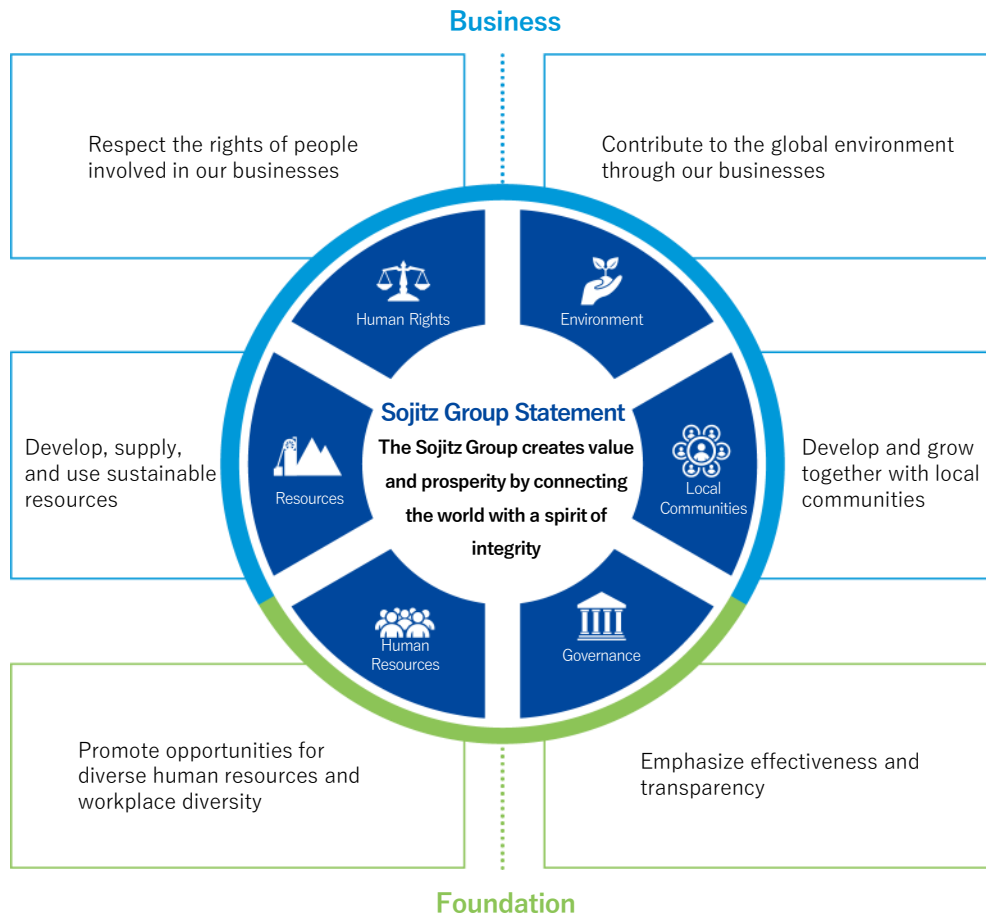 Business
Respect the rights of people
involved in our businesses
Contribute to the global environment
through our businesses
Human Rights
Environment
Develop, supply,
and use sustainable
resources
Resources
Sojitz Group Statement
The Sojitz Group creates value
and prosperity by connecting
the world with a spirit of
integrity
Local
Communities
Develop and grow
together with local
communities
Human
Resources
Governance
Promote opportunities for
diverse human resources and
workplace diversity
Emphasize effectiveness and
transparency
Foundation